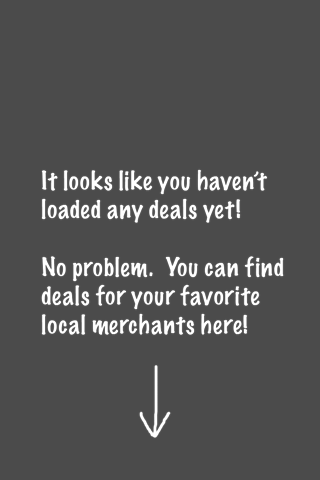 It looks like you haven't
loaded any deals yet!
No problem.  You can find
deals for your favorite
local merchants here!